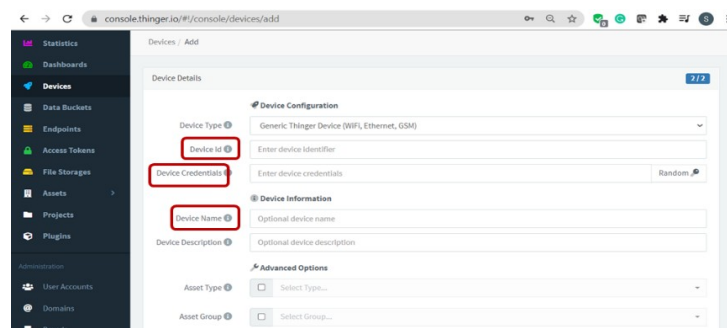 console.thinger.io/#!/console/devices/add
S
Statistics
Dashboards
Devices
Data Buckets
Endpoints
Access Tokens
File Storages
Assets
Projects
Plugins
Administration
User Accounts
Domains
Devices / Add
Device Details
2/2
Device Configuration
Device Type
Generic Thinger Device (WiFi, Ethernet, GSM)
Device Id
Enter device identifier
Device Credentials
Enter device credentials
Random
Device Information
Device Name
Optional device name
Device Description
Optional device description
Advanced Options
Asset Type
Select Type...
Asset Group
Select Group...